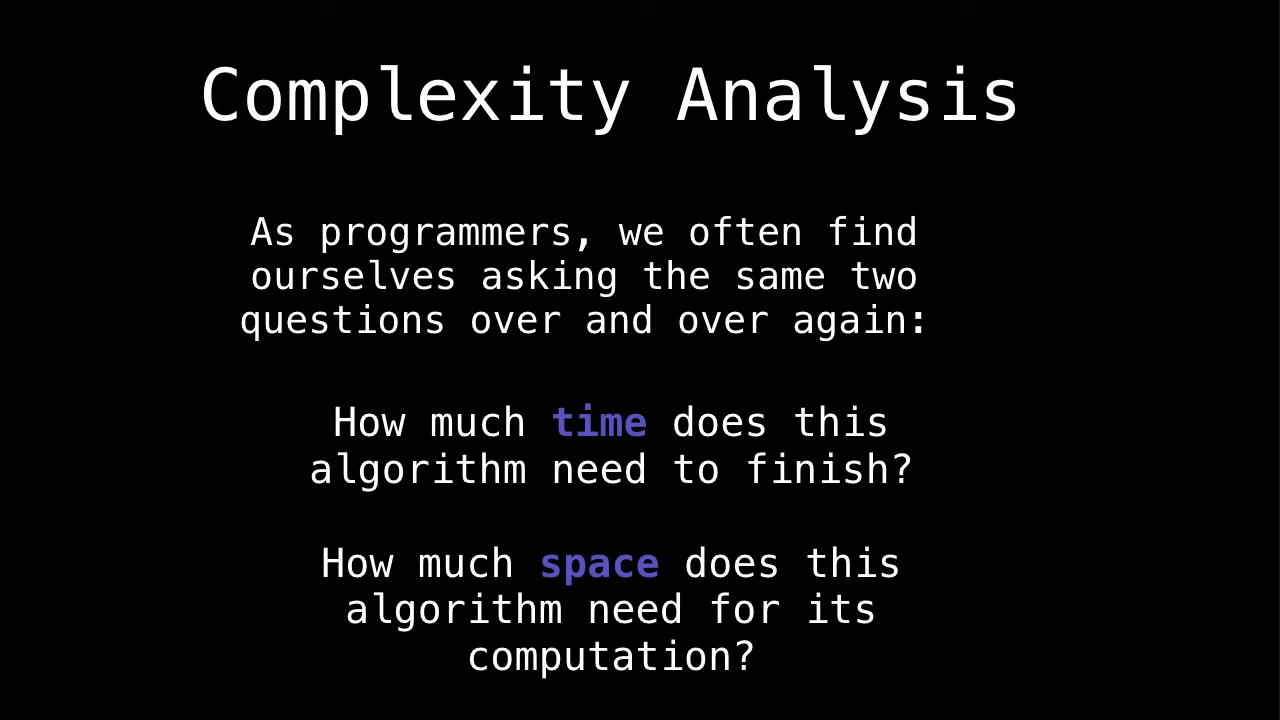 Complexity Analysis
As programmers, we often find
ourselves asking the same two
questions over and over again:
How much time does this
algorithm need to finish?
How much space does this
algorithm need for its
computation?